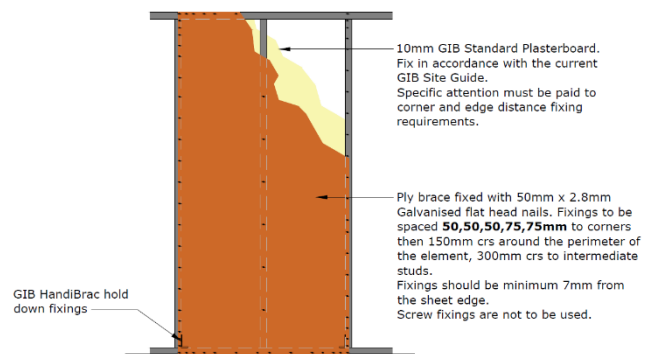 10mm GIB Standard Plasterboard.
Fix in accordance with the current
GIB Site Guide.
Specific attention must be paid to
corner and edge distance fixing
requirements.
Ply brace fixed with 50mm x 2.8mm
Galvanised flat head nails. Fixings to be
spaced 50,50,50,75,75mm to corners
then 150mm crs around the perimeter of
the element, 300mm crs to intermediate
studs.
Fixings should be minimum 7mm from
the sheet edge.
Screw fixings are not to be used.
GIB HandiBrac hold
down fixings